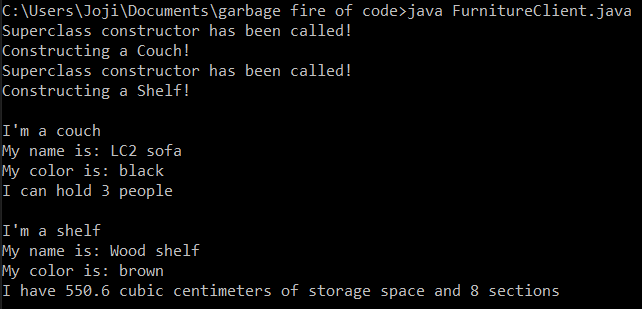 C:\Users\Joji\Documents\garbage fire of code>java FurnitureClient.java
Superclass constructor has been called!
Constructing a Couch!
Superclass constructor has been called!
Constructing a Shelf!
I'm a couch
My name is: LC2 sofa
My color is: black
I can hold 3 people
I'm a shelf
My name is: Wood shelf
My color is: brown
I have 550.6 cubic centimeters of storage space and 8 sections